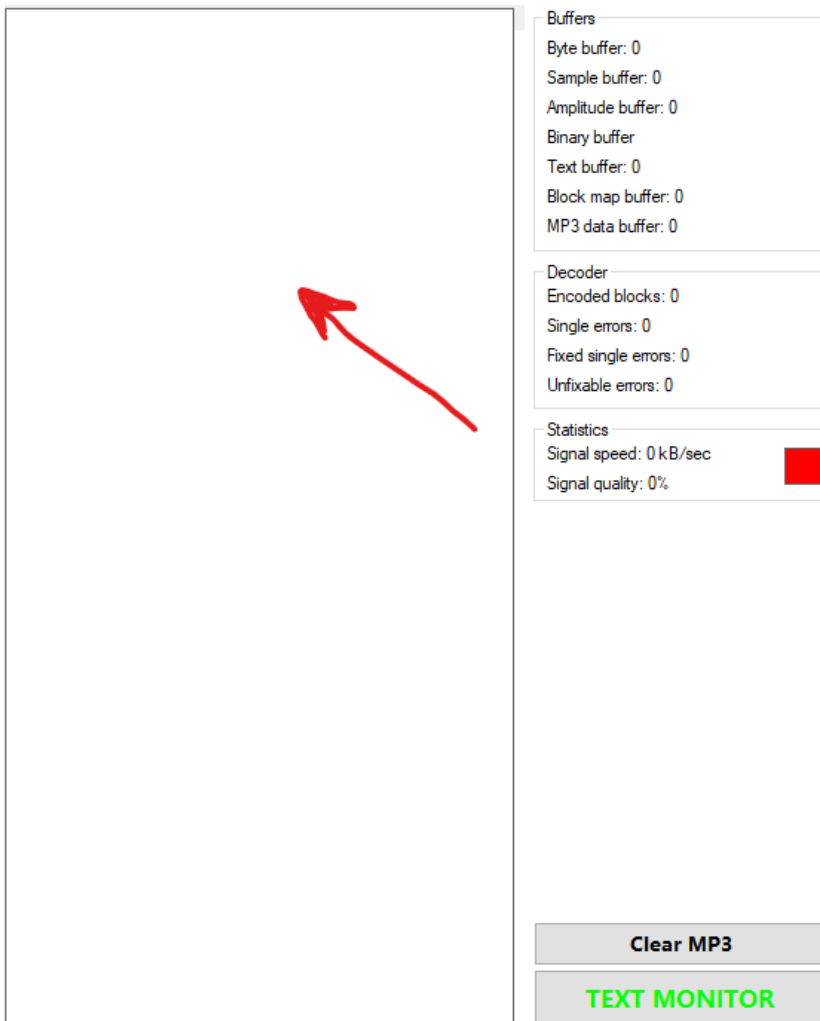 Buffers
Byte buffer: 0
Sample buffer: 0
Amplitude buffer: 0
Binary buffer
Text buffer: 0
Block map buffer: 0
MP3 data buffer: 0
Decoder
Encoded blocks: 0
Single errors: 0
Fixed single errors: 0
Unfixable errors: 0
Statistics
Signal speed: 0 kB/sec
Signal quality: 0%
Clear MP3
TEXT MONITOR